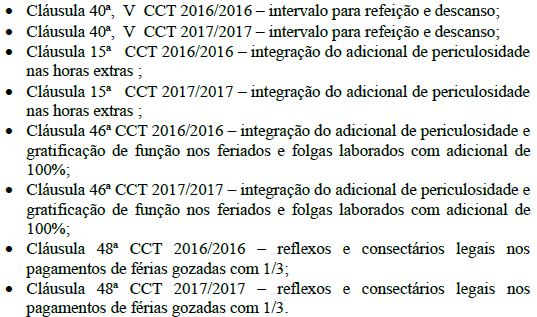 • Cláusula 40ª, V CCT 2016/2016 – intervalo para refeição e descanso;
• Cláusula 40ª, V CCT 2017/2017 – intervalo para refeição e descanso;
• Cláusula 15ª CCT 2016/2016 – integração do adicional de periculosidade
nas horas extras ;
• Cláusula 15ª CCT 2017/2017 – integração do adicional de periculosidade
nas horas extras ;
• Cláusula 46ª CCT 2016/2016 – integração do adicional de periculosidade e
gratificação de função nos feriados e folgas laborados com adicional de
100%;
• Cláusula 46ª CCT 2017/2017 – integração do adicional de periculosidade e
gratificação de função nos feriados e folgas laborados com adicional de
100%;
• Cláusula 48ª CCT 2016/2016 – reflexos e consectários legais nos
pagamentos de férias gozadas com 1/3;
• Cláusula 48ª CCT 2017/2017 – reflexos e consectários legais nos
pagamentos de férias gozadas com 1/3.